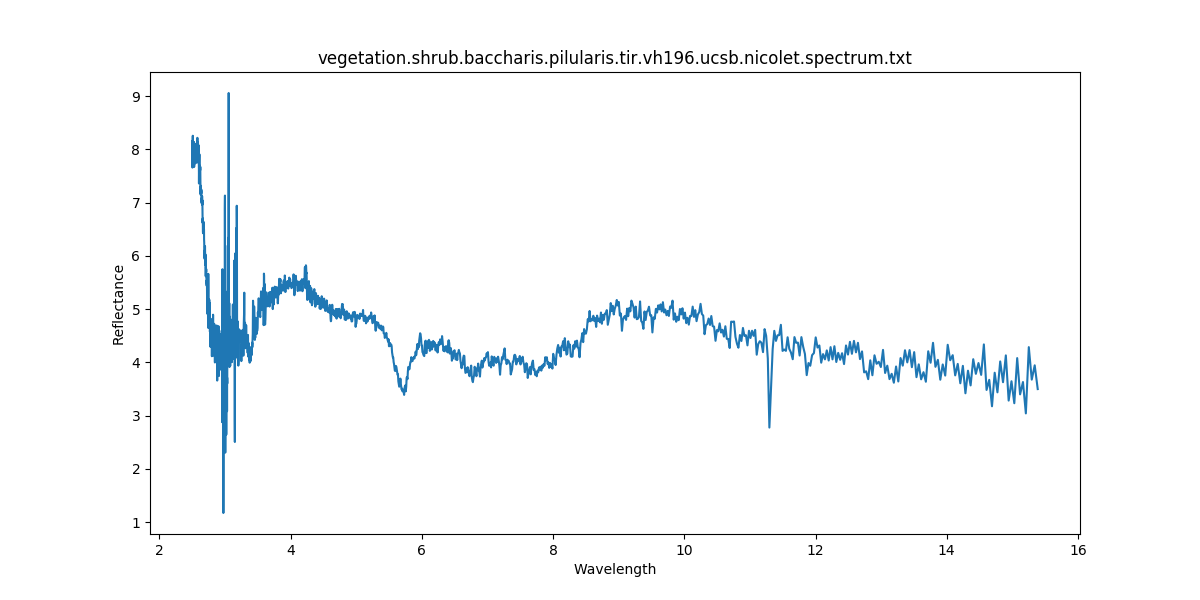 vegetation.shrub.baccharis.pilularis.tir.vh196.ucsb.nicolet.spectrum.txt
9
8
7
6
5
4
3
2
1
Reflectance
2 4 6 8 10 12 14 16
Wavelength